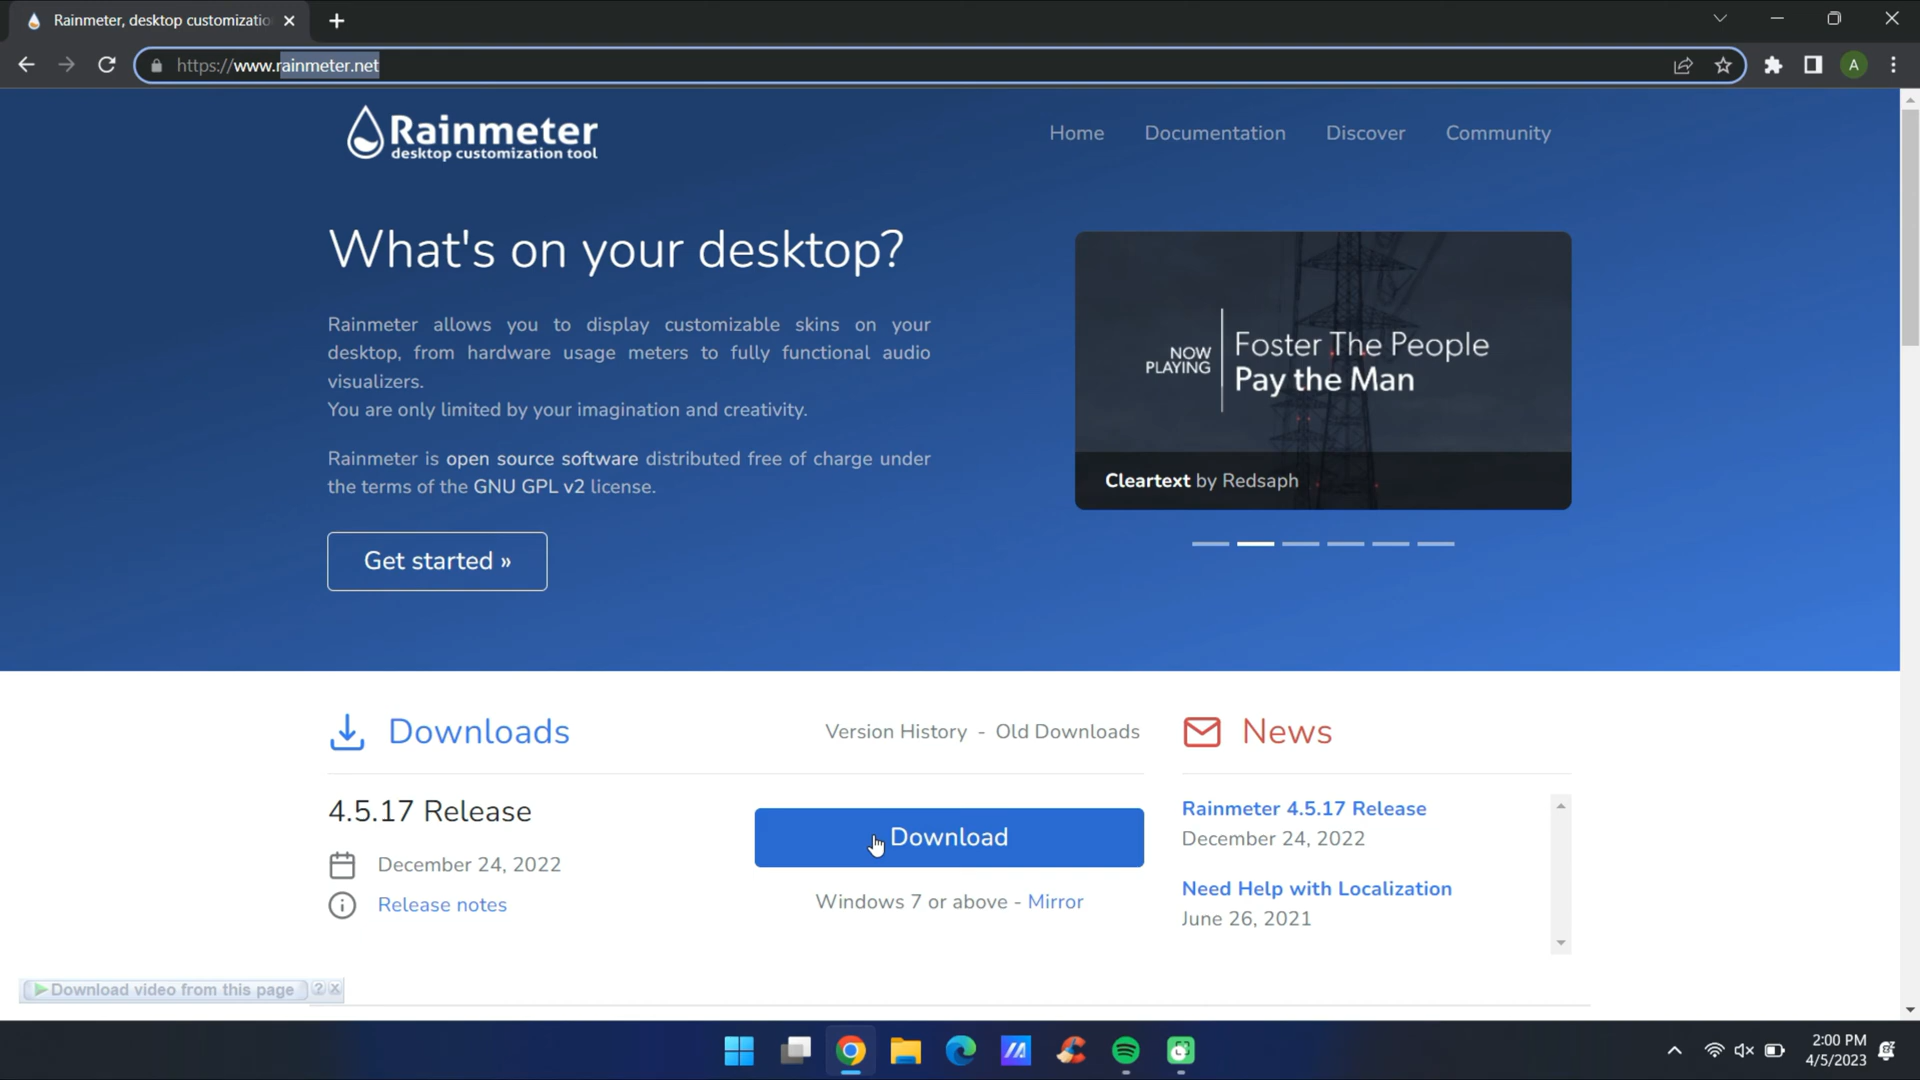 Rainmeter, desktop customizatio
https://www.rainmeter.net
A
Rainmeter
desktop customization tool
Home
Documentation
Discover
Community
What's on your desktop?
Rainmeter allows you to display customizable skins on your
desktop, from hardware usage meters to fully functional audio
visualizers.
You are only limited by your imagination and creativity.
Rainmeter is open source software distributed free of charge under
the terms of the GNU GPL v2 license.
Get started »
NOW
PLAYING
Foster The People
Pay the Man
Cleartext by Redsaph
Downloads
Version History - Old Downloads
4.5.17 Release
December 24, 2022
Release notes
Download
Windows 7 or above - Mirror
News
Rainmeter 4.5.17 Release
December 24, 2022
Need Help with Localization
June 26, 2021
Download video from this page
?
2:00 PM
4/5/2023